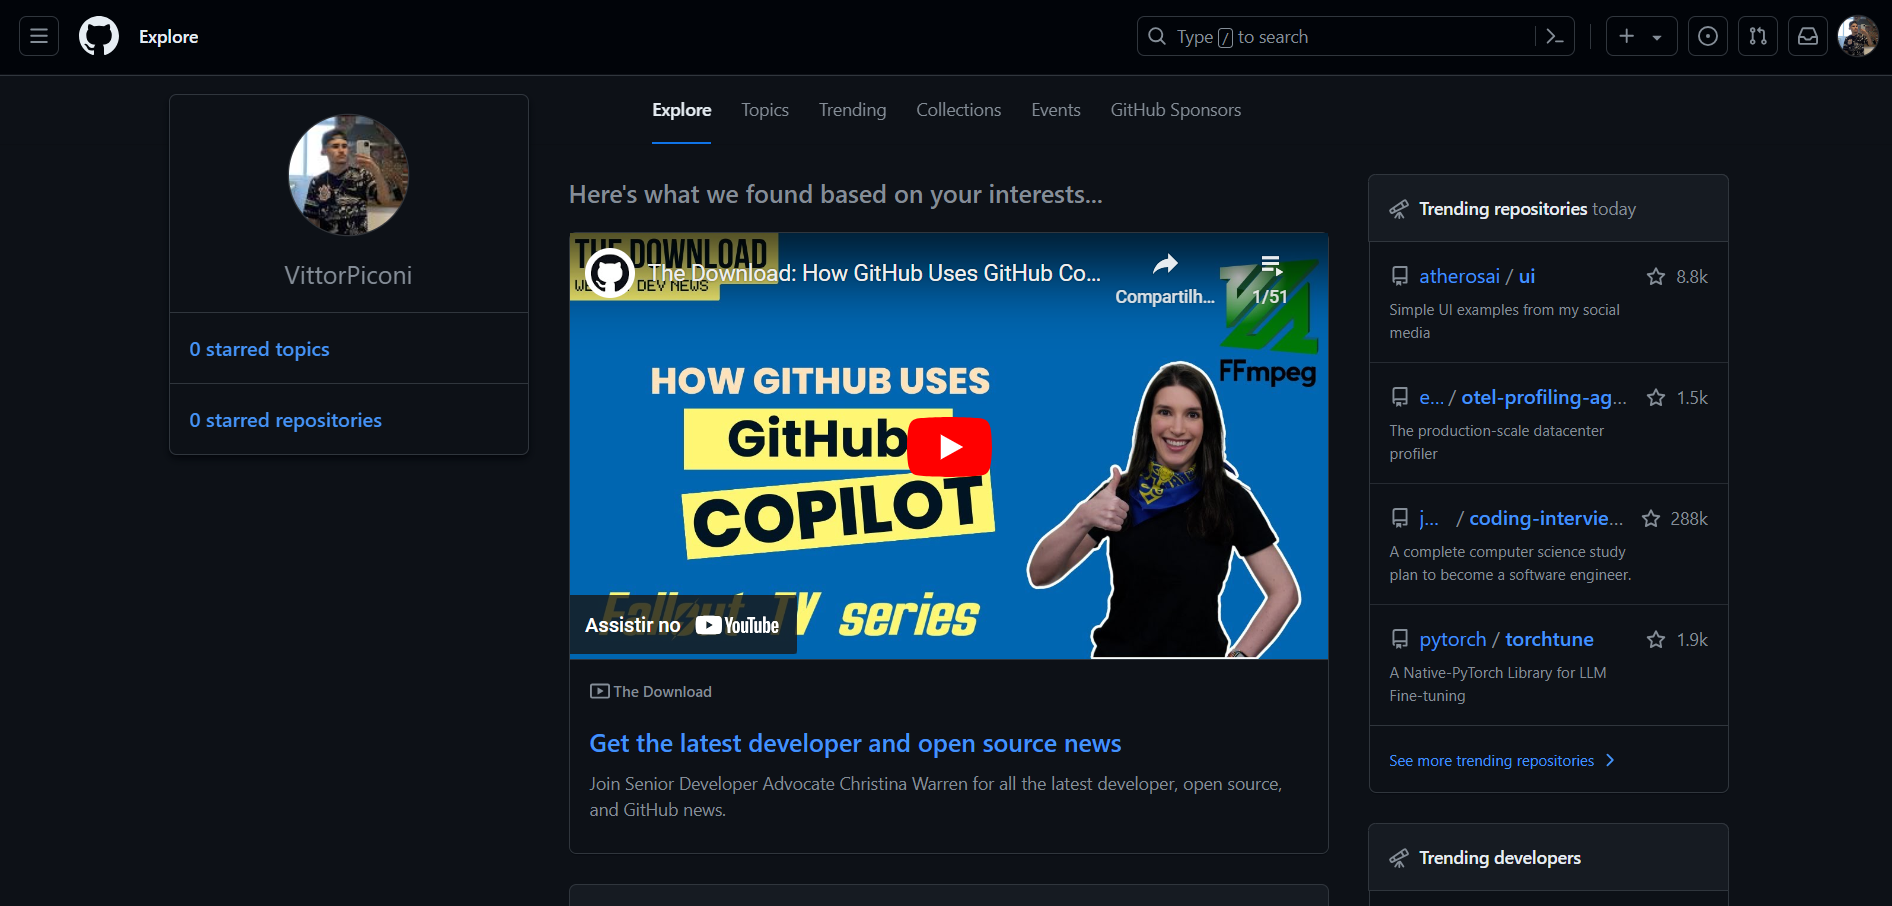 Explore
Type / to search
VittorPiconi
0 starred topics
0 starred repositories
Explore
Topics
Trending
Collections
Events
GitHub Sponsors
Here's what we found based on your interests...
THE DOWNLOAD
DEV NEWS
The Download: How GitHub Uses GitHub Co...
Compartilh...
1/51
FFmpeg
HOW GITHUB USES
GitHub
COPILOT
Fallout TV series
Assistir no YouTube
The Download
Get the latest developer and open source news
Join Senior Developer Advocate Christina Warren for all the latest developer, open source,
and GitHub news.
Trending repositories today
atherosai / ui 8.8k
Simple UI examples from my social
media
e... / otel-profiling-ag... 1.5k
The production-scale datacenter
profiler
j... / coding-intervie... 288k
A complete computer science study
plan to become a software engineer.
pytorch / torchtune 1.9k
A Native-PyTorch Library for LLM
Fine-tuning
See more trending repositories
Trending developers